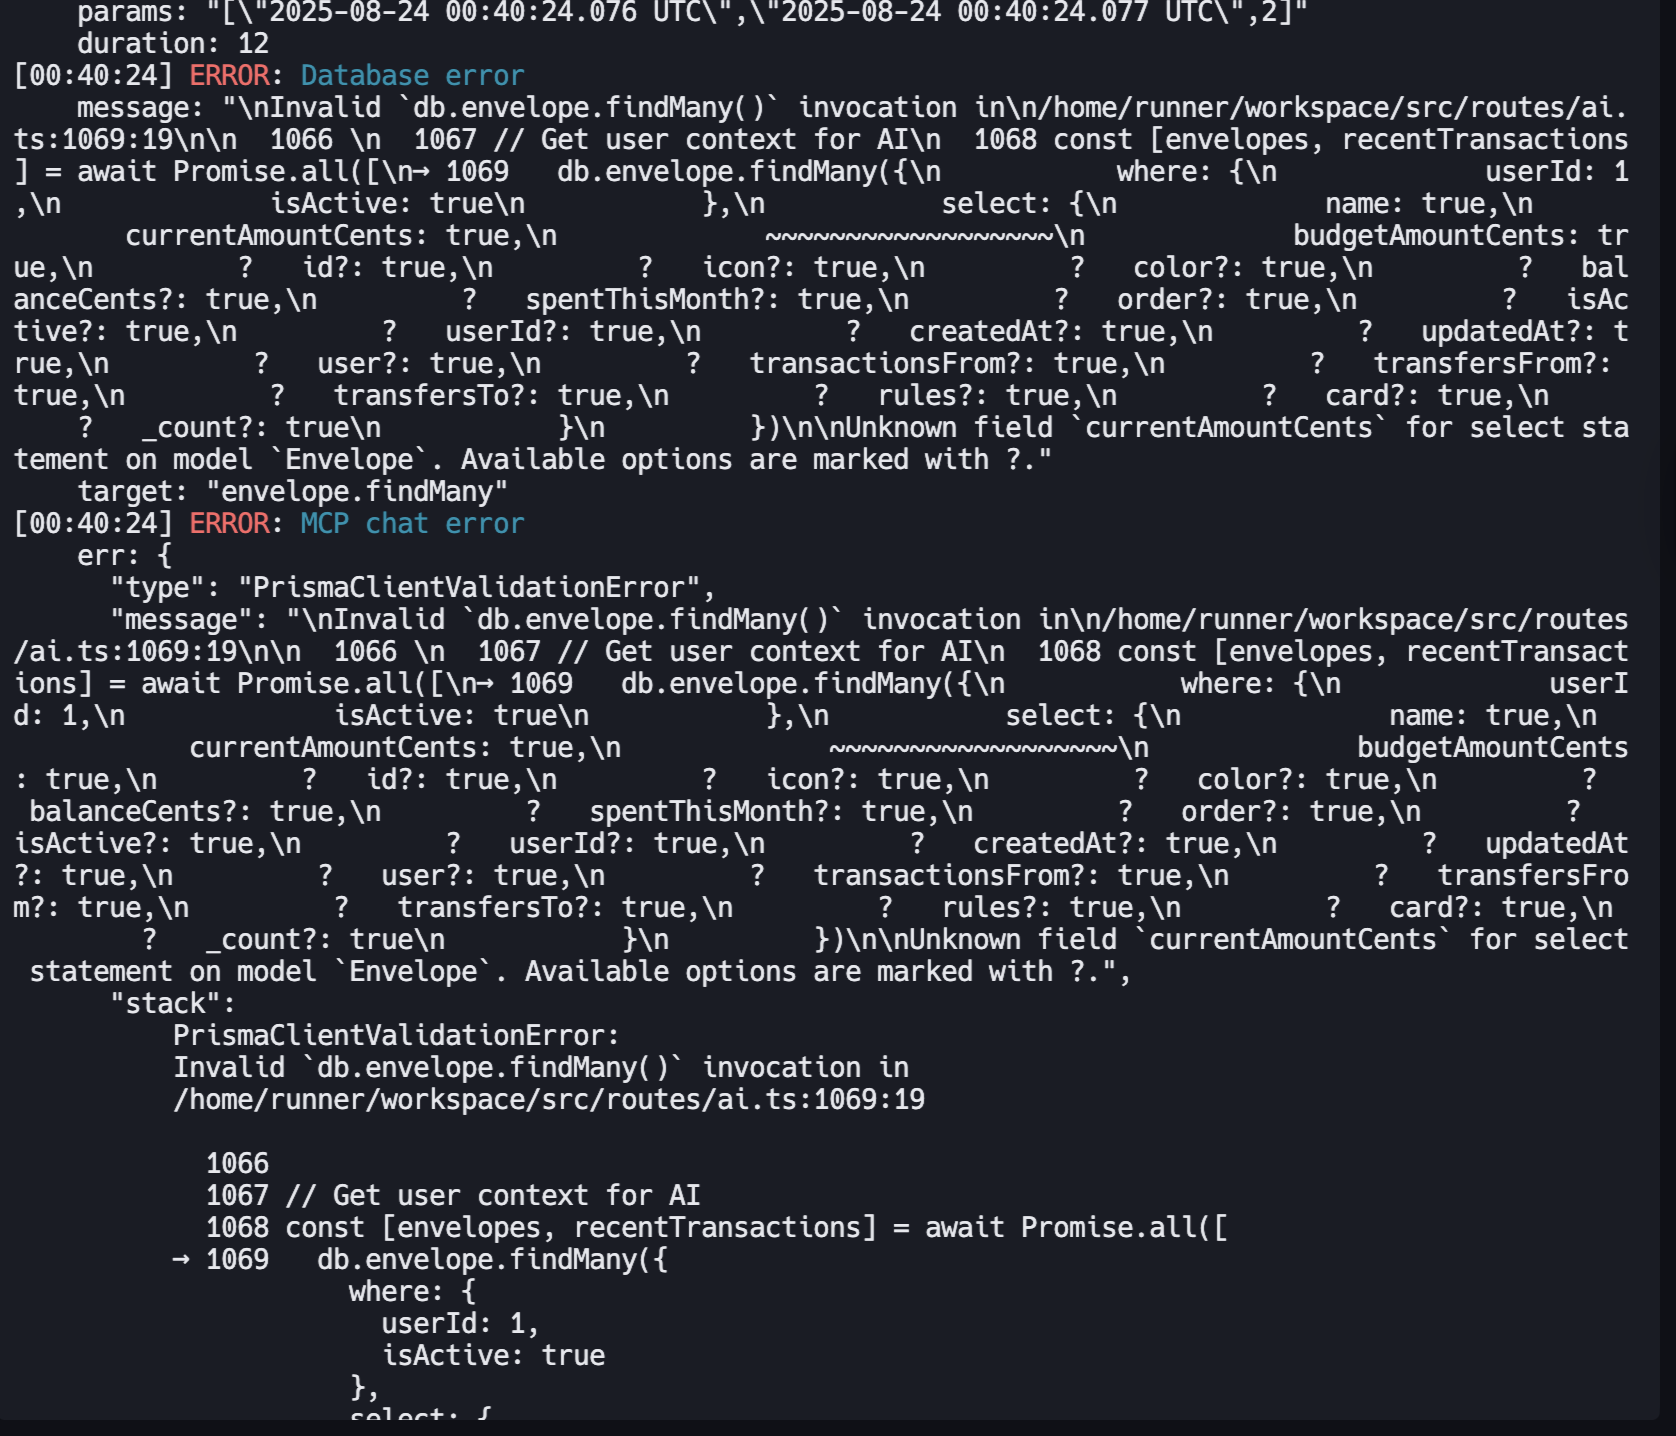 params: "[\"2025-08-24 00:40:24.076 UTC\",\"2025-08-24 00:40:24.077 UTC\",2]"
    duration: 12
[00:40:24] ERROR: Database error
    message: "\nInvalid `db.envelope.findMany()` invocation in\n/home/runner/workspace/src/routes/ai.
ts:1069:19\n\n  1066 \n  1067 // Get user context for AI\n  1068 const [envelopes, recentTransactions
] = await Promise.all([\n→ 1069   db.envelope.findMany({\n           where: {\n             userId: 1
,\n             isActive: true\n           },\n           select: {\n             name: true,\n
       currentAmountCents: true,\n             ~~~~~~~~~~~~~~~~~~\n             budgetAmountCents: tr
ue,\n         ?   id?: true,\n         ?   icon?: true,\n         ?   color?: true,\n         ?   bal
anceCents?: true,\n         ?   spentThisMonth?: true,\n         ?   order?: true,\n         ?   isAc
tive?: true,\n         ?   userId?: true,\n         ?   createdAt?: true,\n         ?   updatedAt?: t
rue,\n         ?   user?: true,\n         ?   transactionsFrom?: true,\n         ?   transfersFrom?:
true,\n         ?   transfersTo?: true,\n         ?   rules?: true,\n         ?   card?: true,\n
    ?   _count?: true\n           }\n         })\n\nUnknown field `currentAmountCents` for select sta
tement on model `Envelope`. Available options are marked with ?."
    target: "envelope.findMany"
[00:40:24] ERROR: MCP chat error
    err: {
      "type": "PrismaClientValidationError",
      "message": "\nInvalid `db.envelope.findMany()` invocation in\n/home/runner/workspace/src/routes
/ai.ts:1069:19\n\n  1066 \n  1067 // Get user context for AI\n  1068 const [envelopes, recentTransact
ions] = await Promise.all([\n→ 1069   db.envelope.findMany({\n           where: {\n             userI
d: 1,\n             isActive: true\n           },\n           select: {\n             name: true,\n
           currentAmountCents: true,\n             ~~~~~~~~~~~~~~~~~~\n             budgetAmountCents
: true,\n         ?   id?: true,\n         ?   icon?: true,\n         ?   color?: true,\n         ?
 balanceCents?: true,\n         ?   spentThisMonth?: true,\n         ?   order?: true,\n         ?
isActive?: true,\n         ?   userId?: true,\n         ?   createdAt?: true,\n         ?   updatedAt
?: true,\n         ?   user?: true,\n         ?   transactionsFrom?: true,\n         ?   transfersFro
m?: true,\n         ?   transfersTo?: true,\n         ?   rules?: true,\n         ?   card?: true,\n
        ?   _count?: true\n           }\n         })\n\nUnknown field `currentAmountCents` for select
 statement on model `Envelope`. Available options are marked with ?.",
      "stack":
          PrismaClientValidationError:
          Invalid `db.envelope.findMany()` invocation in
          /home/runner/workspace/src/routes/ai.ts:1069:19

            1066
            1067 // Get user context for AI
            1068 const [envelopes, recentTransactions] = await Promise.all([
          → 1069   db.envelope.findMany({
                     where: {
                       userId: 1,
                       isActive: true
                     },
                     select: {